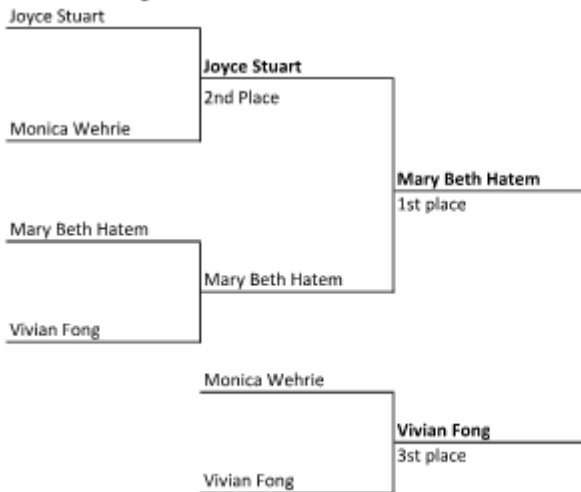 Joyce Stuart
Joyce Stuart
2nd Place
Monica Wehrie
Mary Beth Hatem
1st place
Mary Beth Hatem
Mary Beth Hatem
Vivian Fong
Monica Wehrie
Vivian Fong
3st place
Vivian Fong